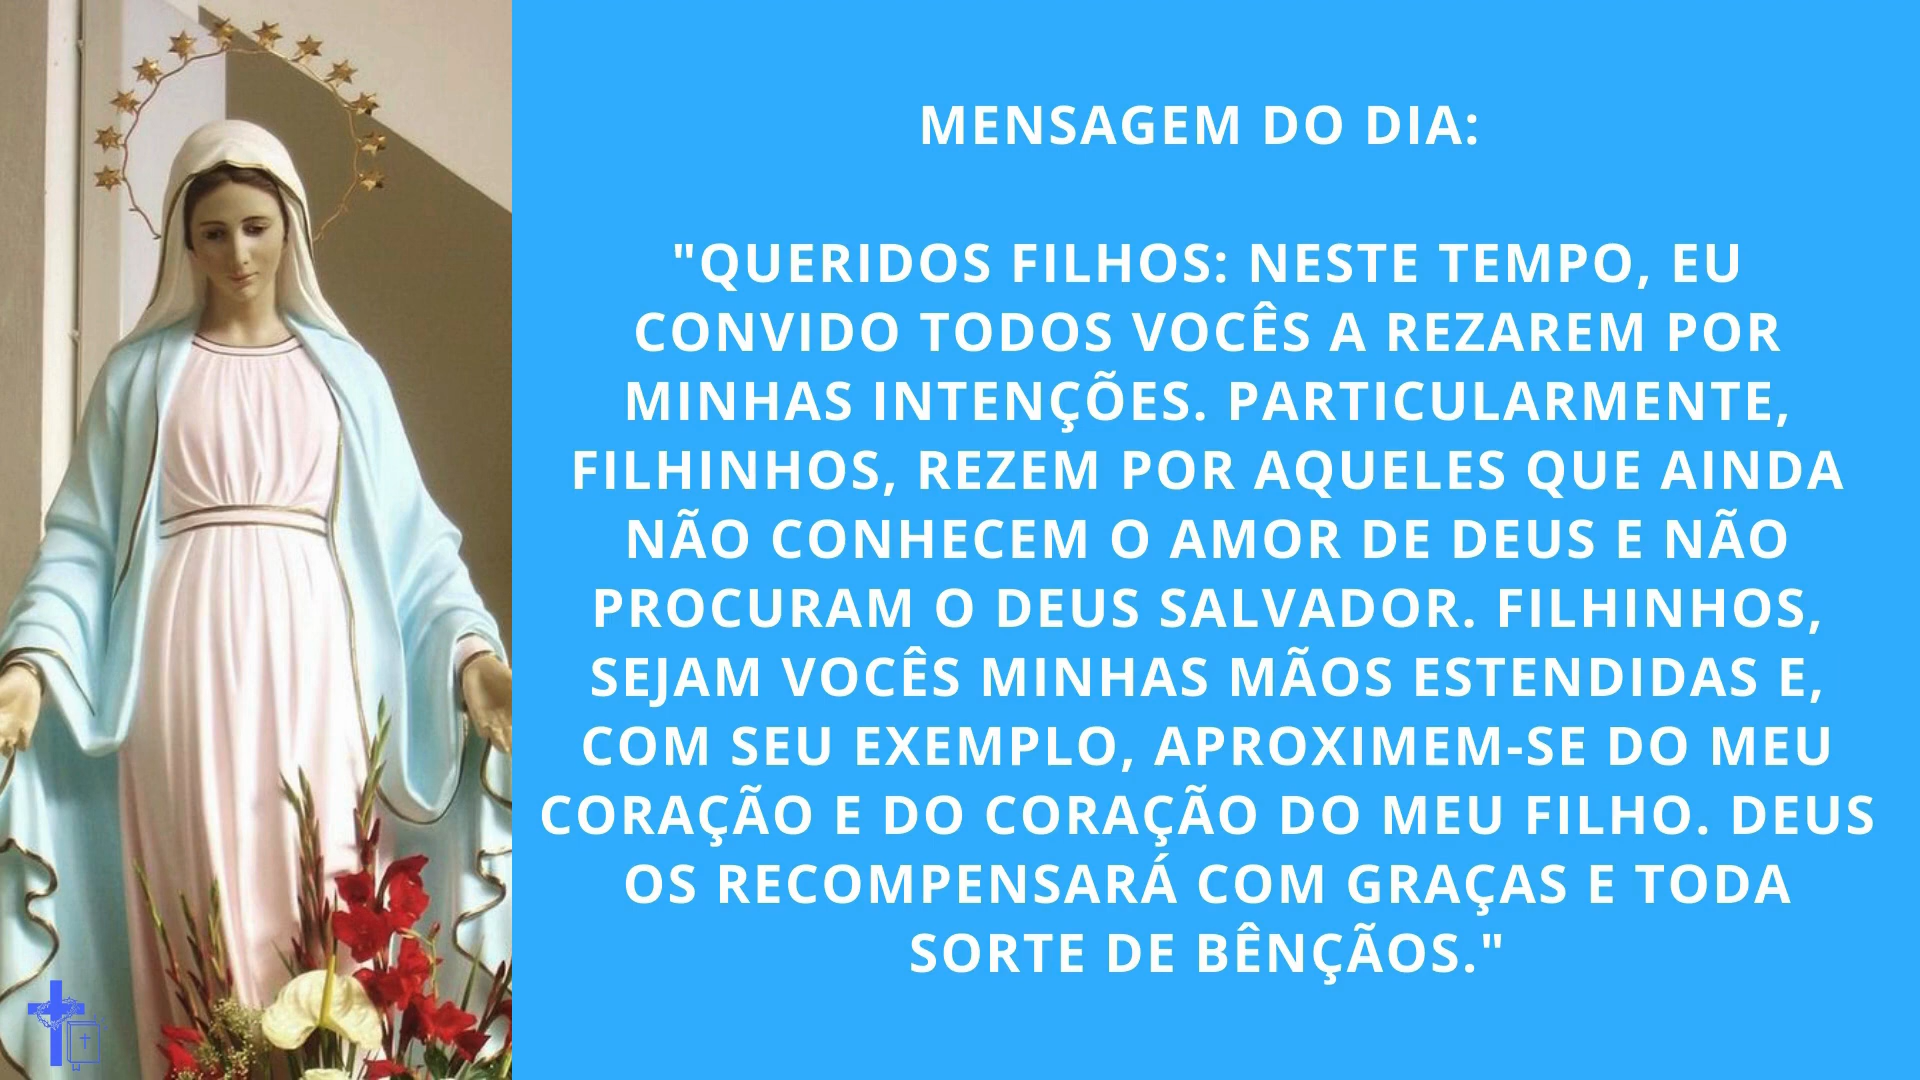 MENSAGEM DO DIA:
"QUERIDOS FILHOS: NESTE TEMPO, EU
CONVIDO TODOS VOCÊS A REZAREM POR
MINHAS INTENÇÕES. PARTICULARMENTE,
FILHINHOS, REZEM POR AQUELES QUE AINDA
NÃO CONHECEM O AMOR DE DEUS E NÃO
PROCURAM O DEUS SALVADOR. FILHINHOS,
SEJAM VOCÊS MINHAS MÃOS ESTENDIDAS E,
COM SEU EXEMPLO, APROXIMEM-SE DO MEU
CORAÇÃO E DO CORAÇÃO DO MEU FILHO. DEUS
OS RECOMPENSARÁ COM GRAÇAS E TODA
SORTE DE BÊNÇÃOS."